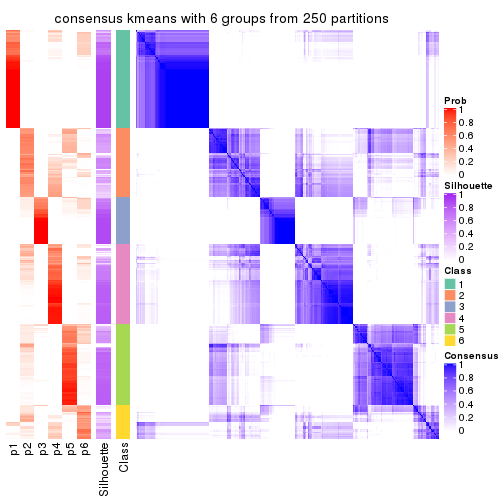 consensus kmeans with 6 groups from 250 partitions
Prob
1
0.8
0.6
0.4
0.2
0
Silhouette
1
0.8
0.6
0.4
0.2
0
Class
1
2
3
4
5
6
Consensus
1
0.8
0.6
0.4
0.2
0
p1
p2
p3
p4
p5
p6
Silhouette
Class